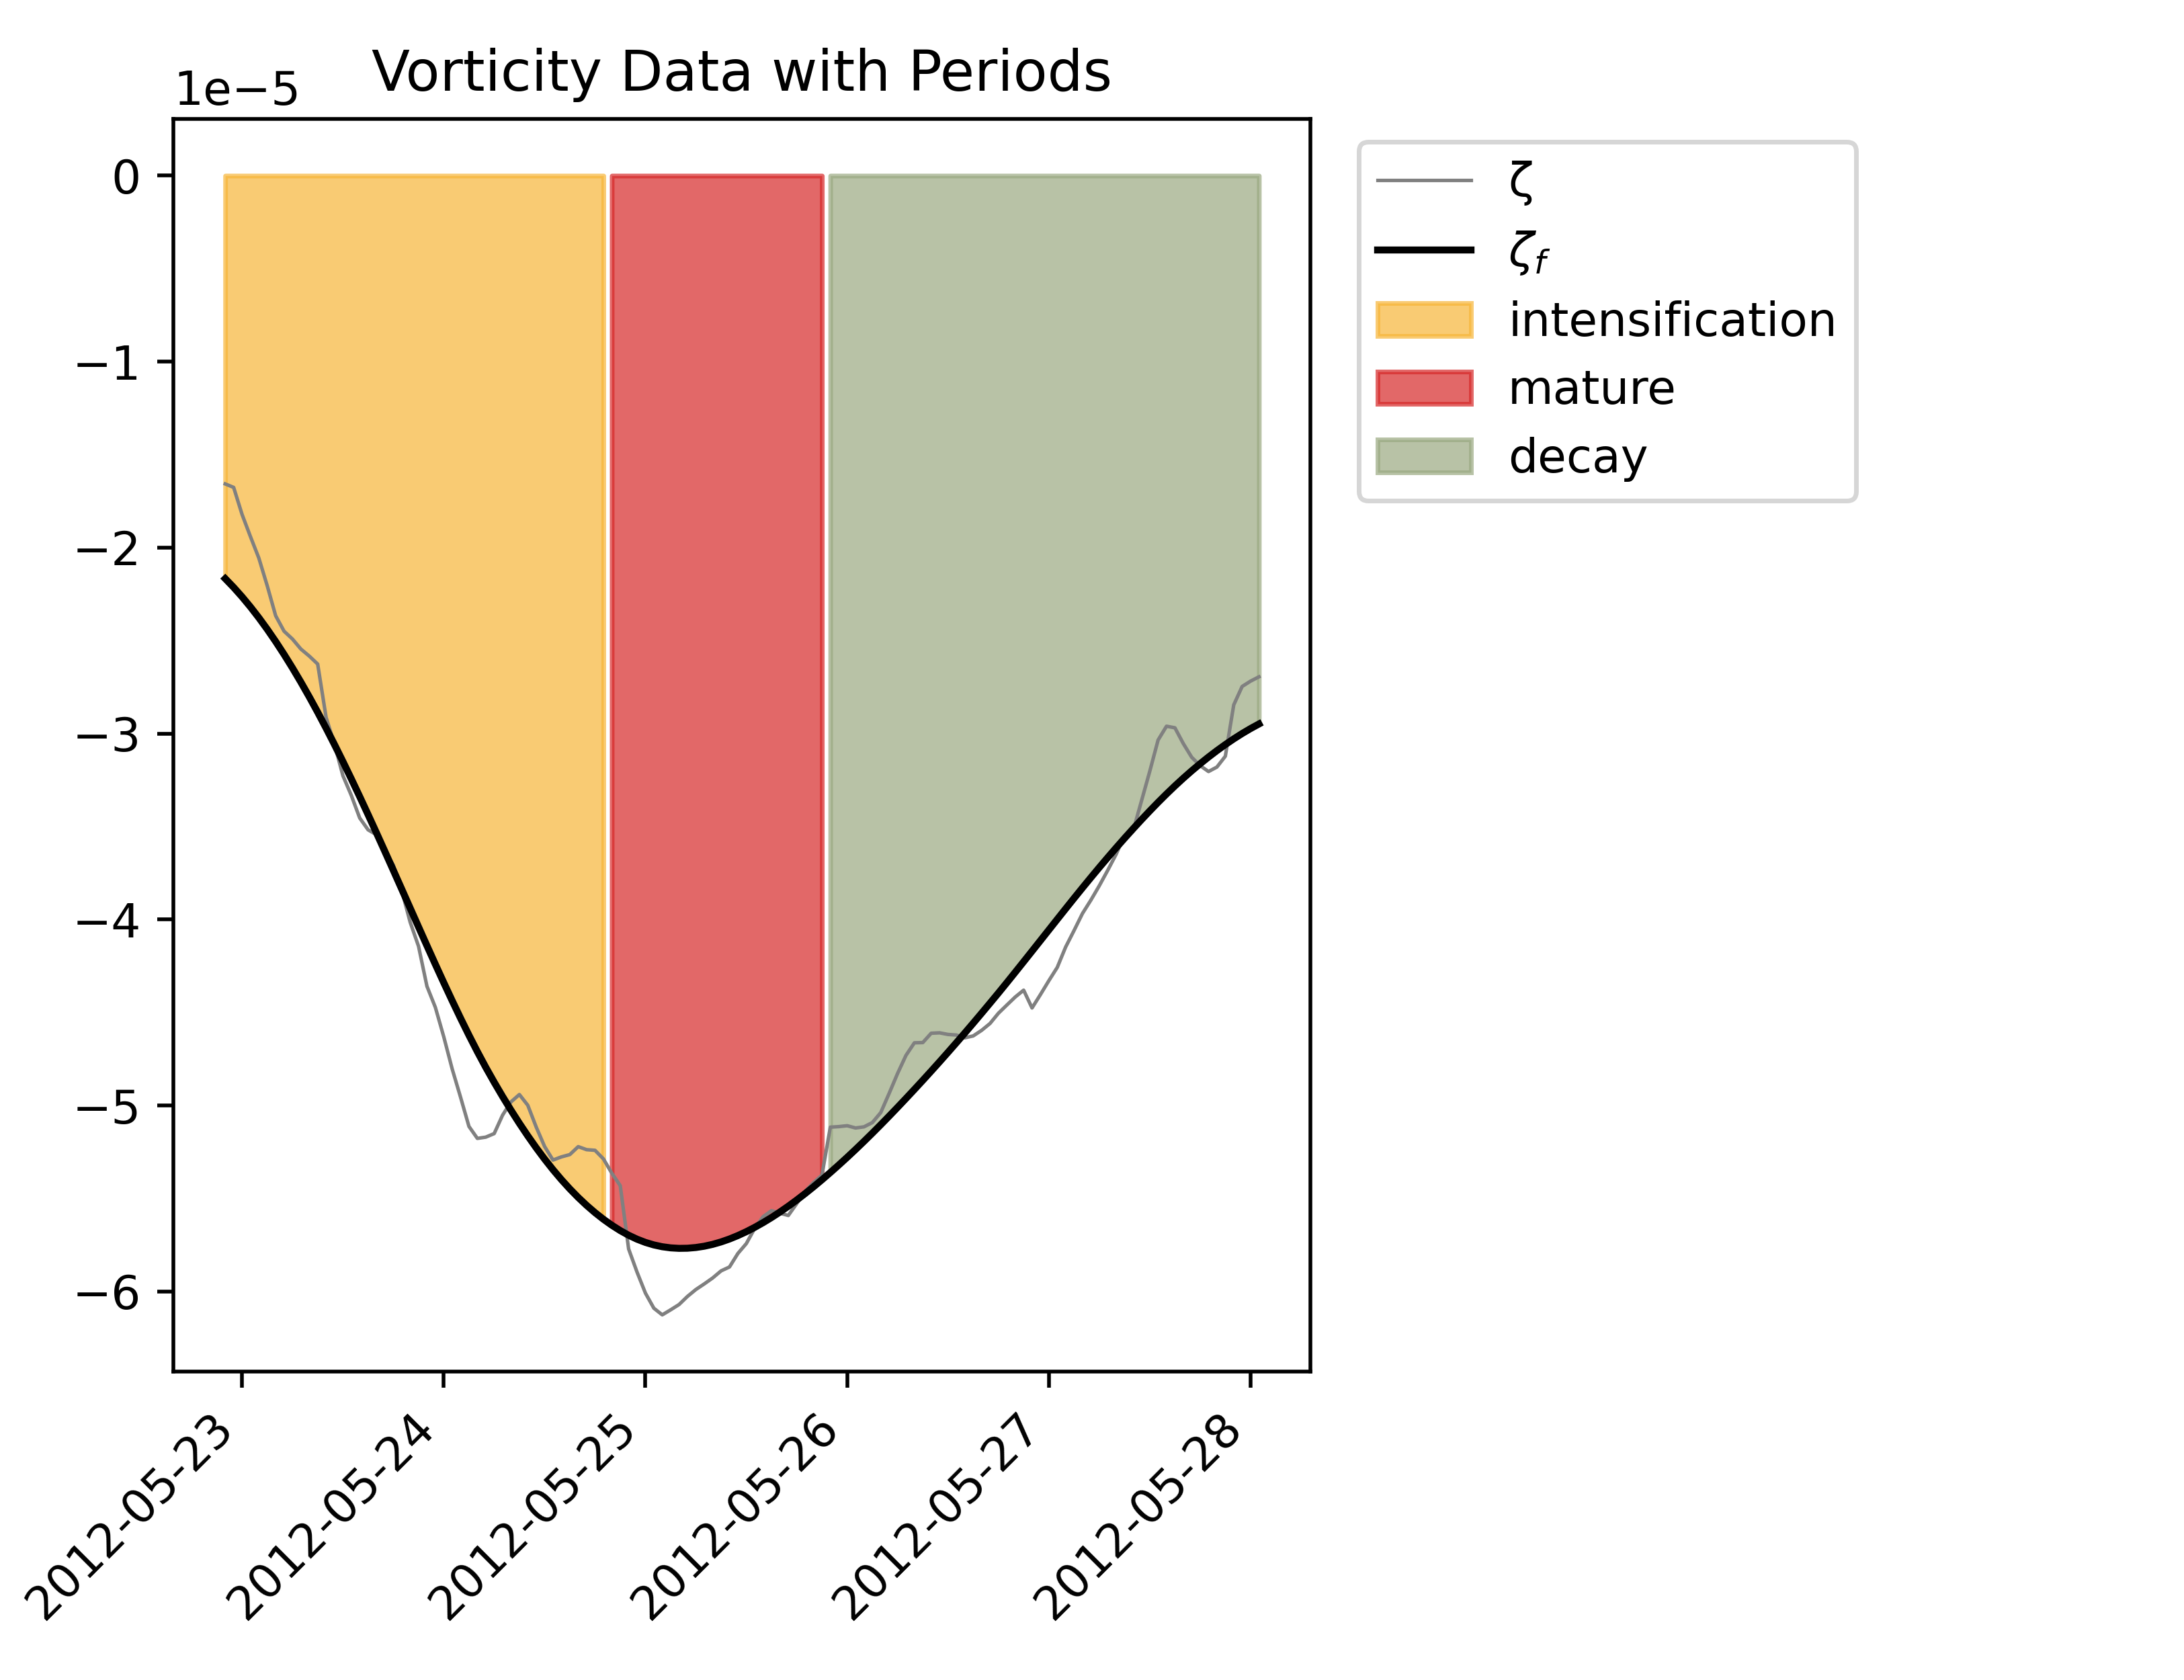 Vorticity Data with Periods
1e−5
0
−1
−2
−3
−4
−5
−6
2012-05-23
2012-05-24
2012-05-25
2012-05-26
2012-05-27
2012-05-28
ζ
ζf
intensification
mature
decay